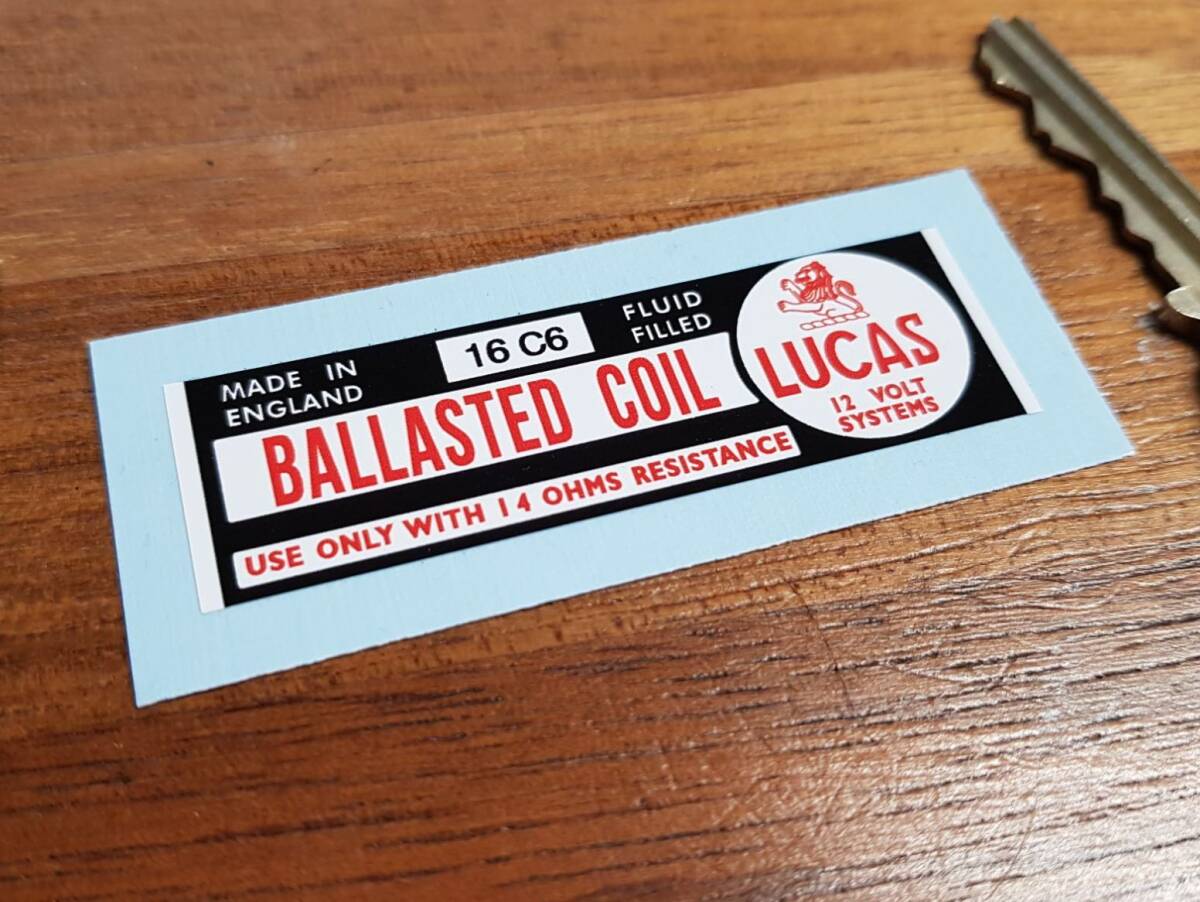 MADE IN
ENGLAND
16 C6
FLUID
FILLED
BALLASTED COIL
USE ONLY WITH 1 4 OHMS RESISTANCE
LUCAS
12 VOLT
SYSTEMS